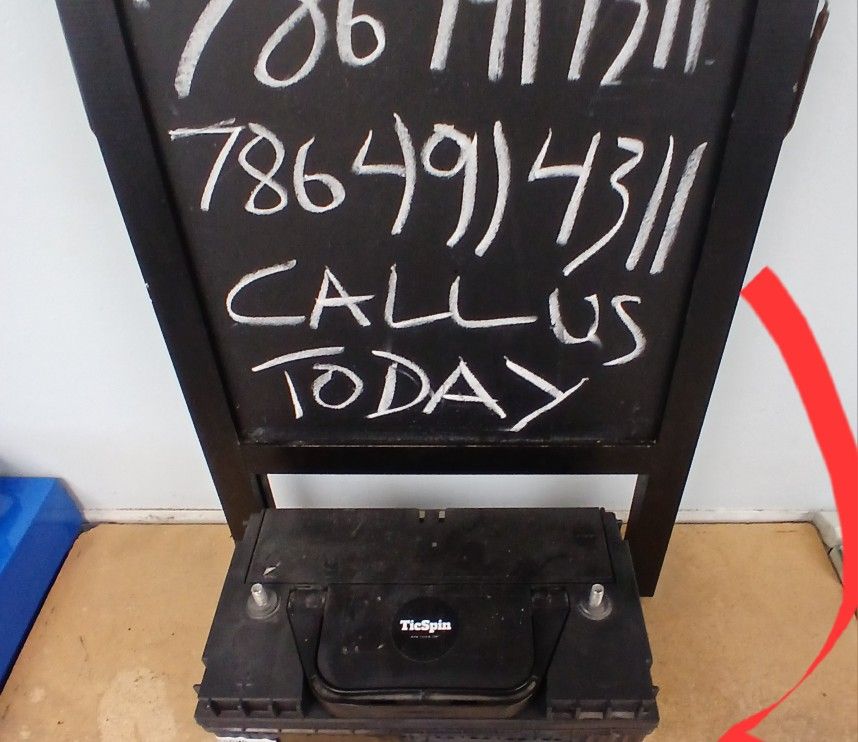 7864914311
CALL US
TODAY
TicSpin